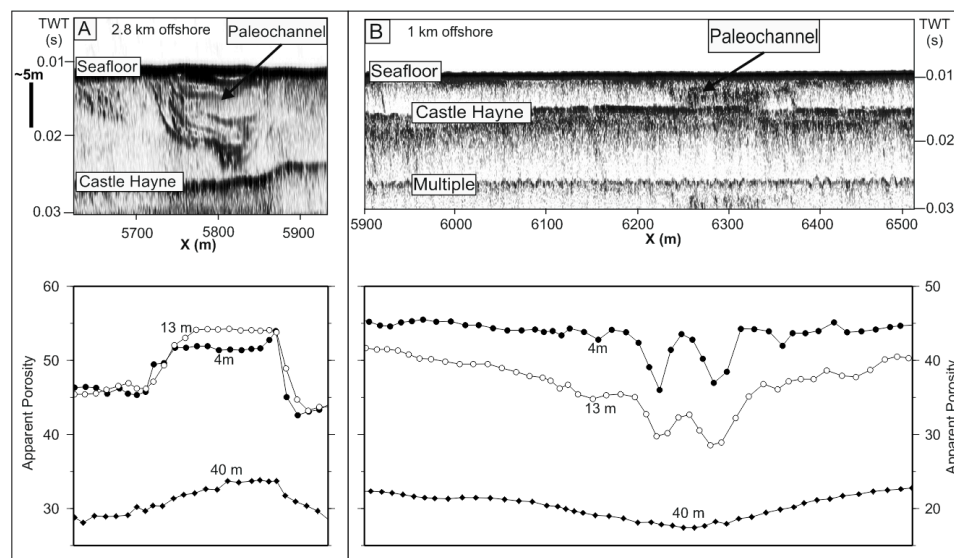 TWT
(s)
A
2.8 km offshore
Paleochannel
0.01
Seafloor
~5m
0.02
Castle Hayne
0.03
5700
5800
5900
X (m)
B
1 km offshore
Paleochannel
TWT
(s)
Seafloor
0.01
Castle Hayne
0.02
Multiple
0.03
5900
6000
6100
6200
6300
6400
6500
X (m)
60
50
40
30
Apparent Porosity
13 m
4m
40 m
50
40
30
20
Apparent Porosity
4m
13 m
40 m